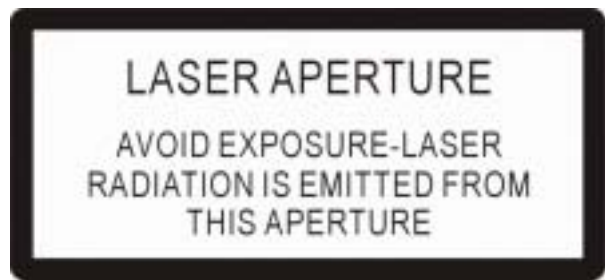 LASER APERTURE
AVOID EXPOSURE-LASER
RADIATION IS EMITTED FROM
THIS APERTURE